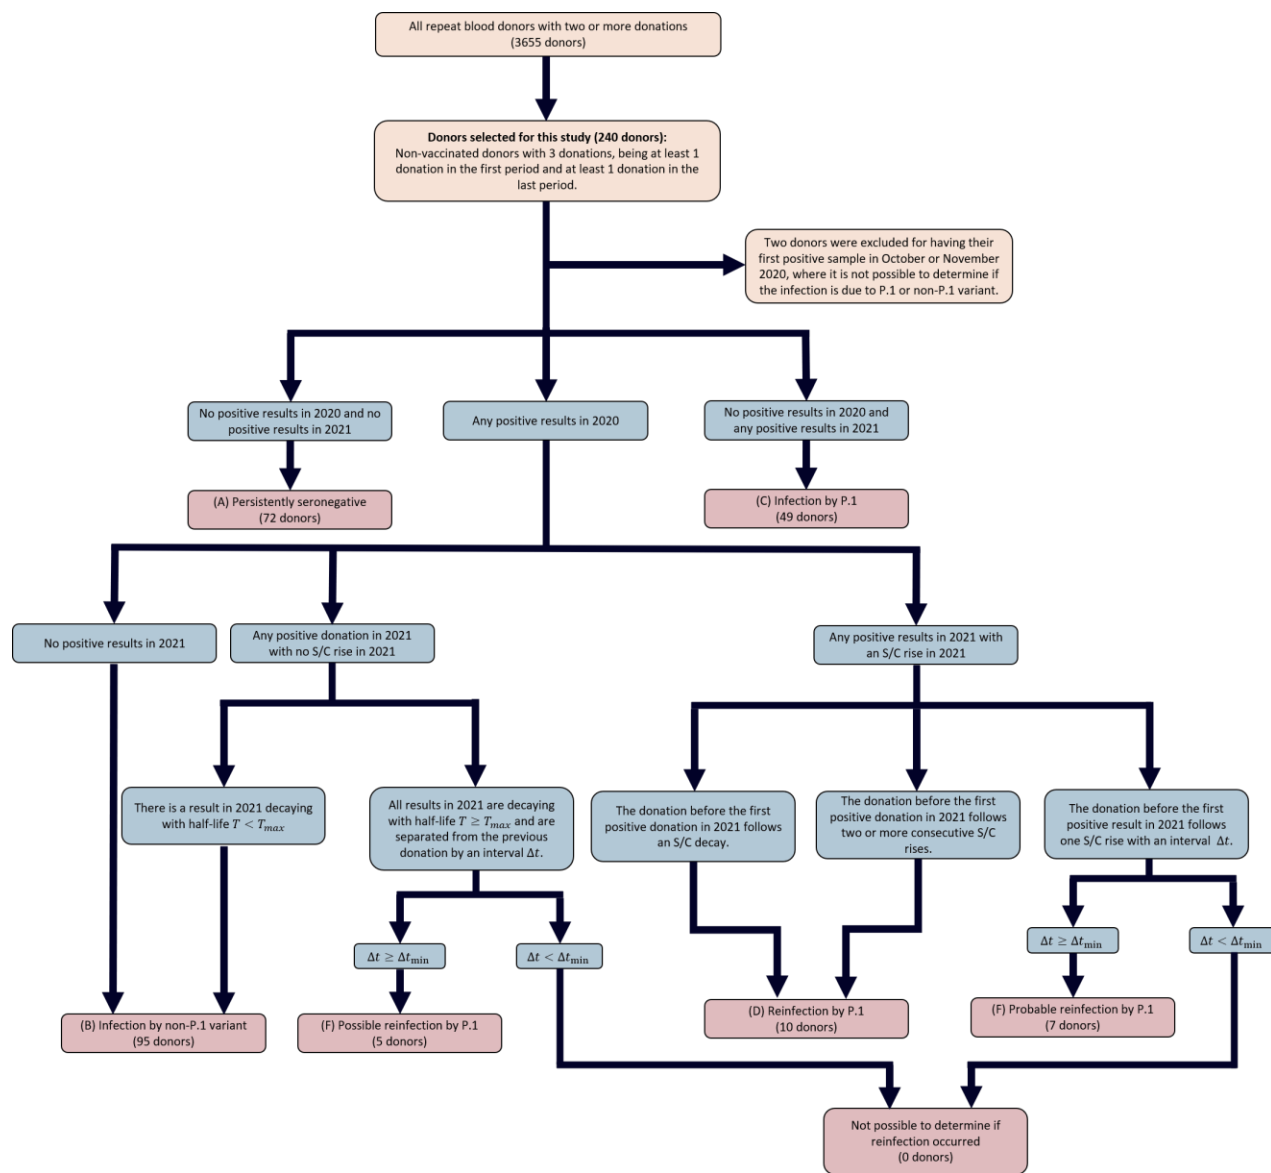 All repeat blood donors with two or more donations
(3655 donors)
Donors selected for this study (240 donors):
Non-vaccinated donors with 3 donations, being at least 1
donation in the first period and at least 1 donation in the
last period.
Two donors were excluded for having their
first positive sample in October or November
2020, where it is not possible to determine if
the infection is due to P.1 or non-P.1 variant.
No positive results in 2020 and no
positive results in 2021
Any positive results in 2020
No positive results in 2020 and
any positive results in 2021
(A) Persistently seronegative
(72 donors)
(C) Infection by P.1
(49 donors)
No positive results in 2021
Any positive donation in 2021
with no S/C rise in 2021
Any positive results in 2021 with
an S/C rise in 2021
There is a result in 2021 decaying
with half-life T < Tmax
All results in 2021 are decaying
with half-life T ≥ Tmax and are
separated from the previous
donation by an interval Δt.
The donation before the first
positive donation in 2021 follows
an S/C decay.
The donation before the first
positive donation in 2021 follows
two or more consecutive S/C
rises.
The donation before the first
positive result in 2021 follows
one S/C rise with an interval Δt.
Δt ≥ Δtmin
Δt < Δtmin
Δt ≥ Δtmin
Δt < Δtmin
(B) Infection by non-P.1 variant
(95 donors)
(F) Possible reinfection by P.1
(5 donors)
(D) Reinfection by P.1
(10 donors)
(F) Probable reinfection by P.1
(7 donors)
Not possible to determine if
reinfection occurred
(0 donors)